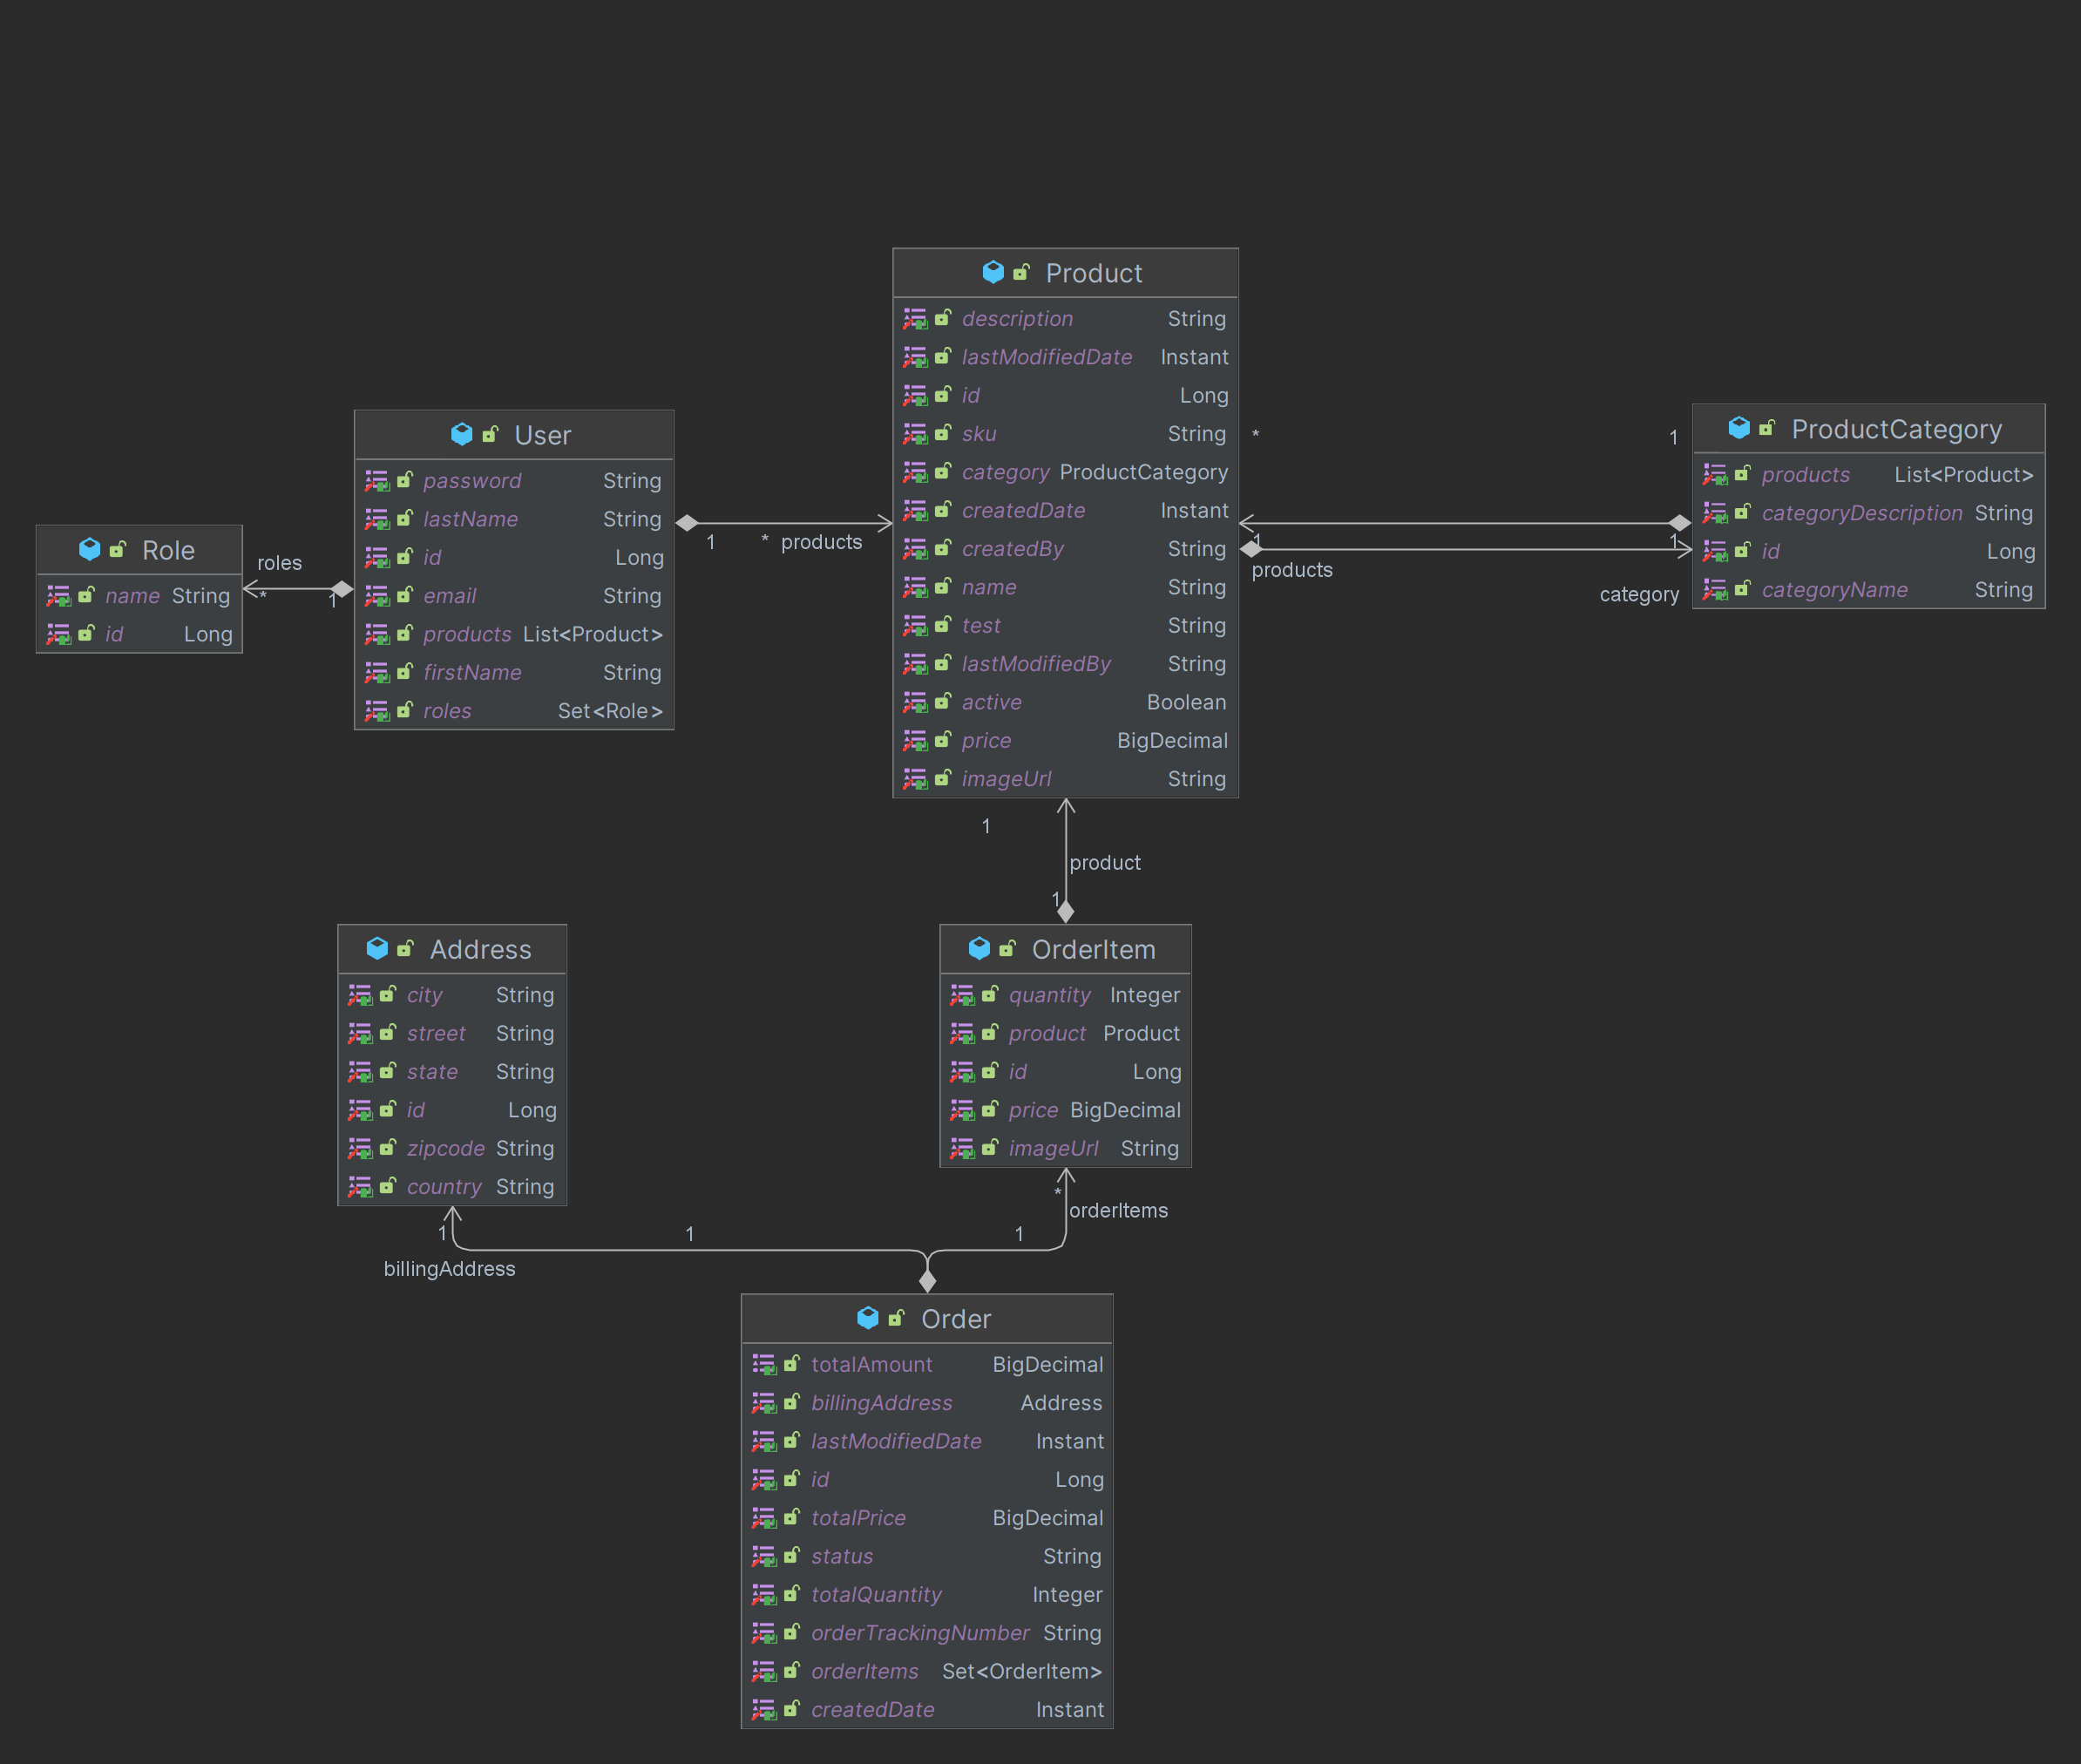 Product
description String
lastModifiedDate Instant
id Long
sku String
category ProductCategory
createdDate Instant
createdBy String
name String
test String
lastModifiedBy String
active Boolean
price BigDecimal
imageUrl String
User
password String
lastName String
id Long
email String
products List<Product>
firstName String
roles Set<Role>
Role
name String
id Long
roles
*
1
1
* products
ProductCategory
products List<Product>
categoryDescription String
id Long
categoryName String
*
1
1
1
products
category
1
product
1
Address
city String
street String
state String
id Long
zipcode String
country String
OrderItem
quantity Integer
product Product
id Long
price BigDecimal
imageUrl String
*
orderItems
1
1
1
billingAddress
Order
totalAmount BigDecimal
billingAddress Address
lastModifiedDate Instant
id Long
totalPrice BigDecimal
status String
totalQuantity Integer
orderTrackingNumber String
orderItems Set<OrderItem>
createdDate Instant